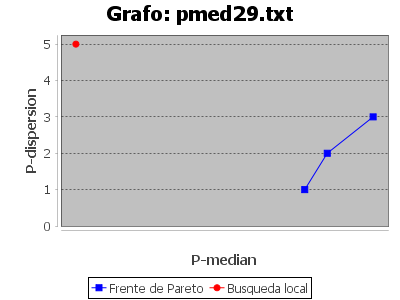 Grafo: pmed29.txt
P-dispersion
5
4
3
2
1
0
P-median
Frente de Pareto
Busqueda local